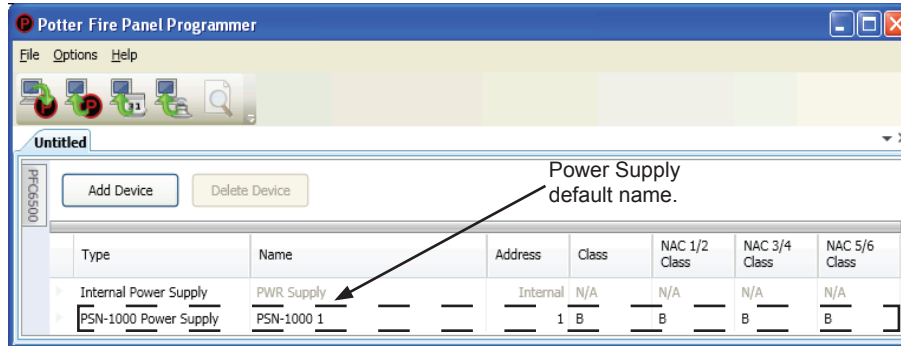 Potter Fire Panel Programmer
File Options Help
Untitled
PFC6500
Add Device Delete Device
Power Supply
default name.
Type Name Address Class NAC 1/2 Class NAC 3/4 Class NAC 5/6 Class
Internal Power Supply PWR Supply Internal N/A N/A N/A N/A
PSN-1000 Power Supply PSN-1000 1 1 B B B B